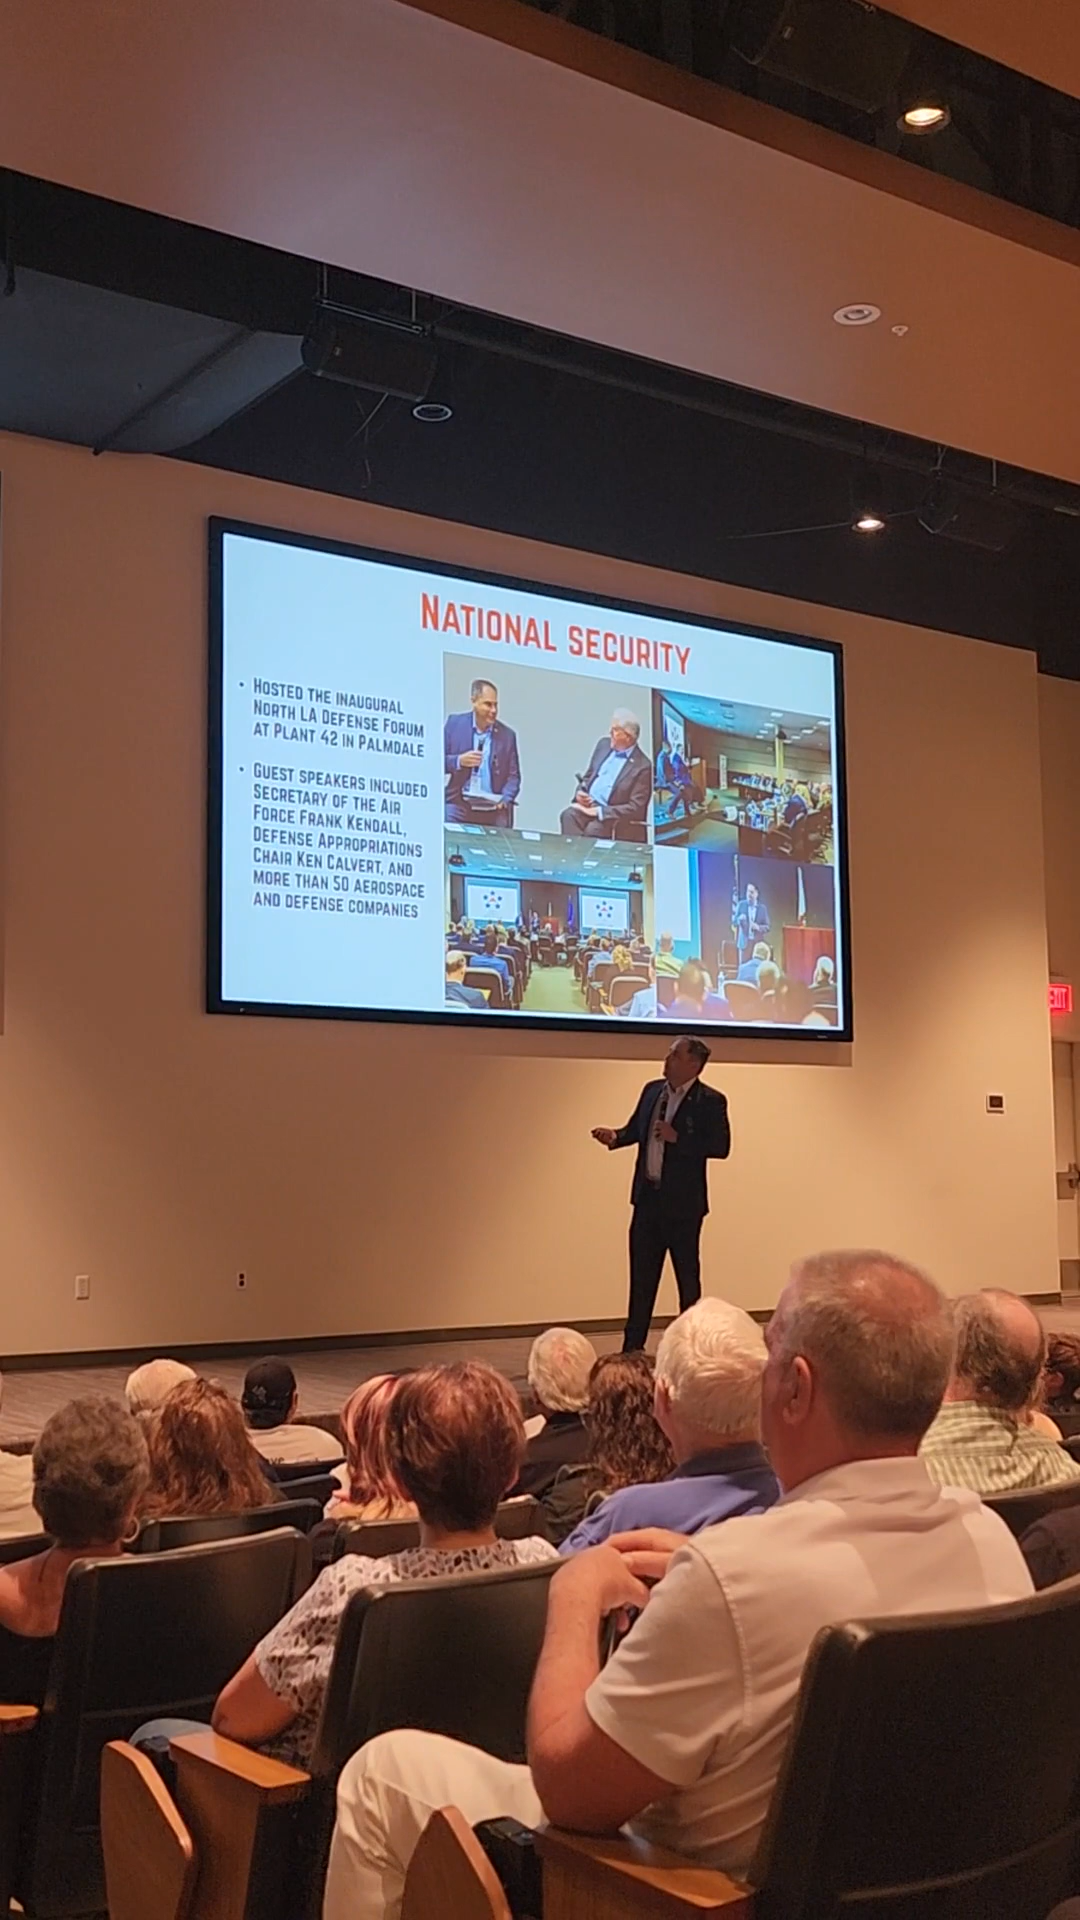 National security
• Hosted the inaugural
North LA Defense Forum
at Plant 42 in Palmdale
• Guest speakers included
Secretary of the Air
Force Frank Kendall,
Defense Appropriations
Chair Ken Calvert, and
more than 50 aerospace
and defense companies
EXIT